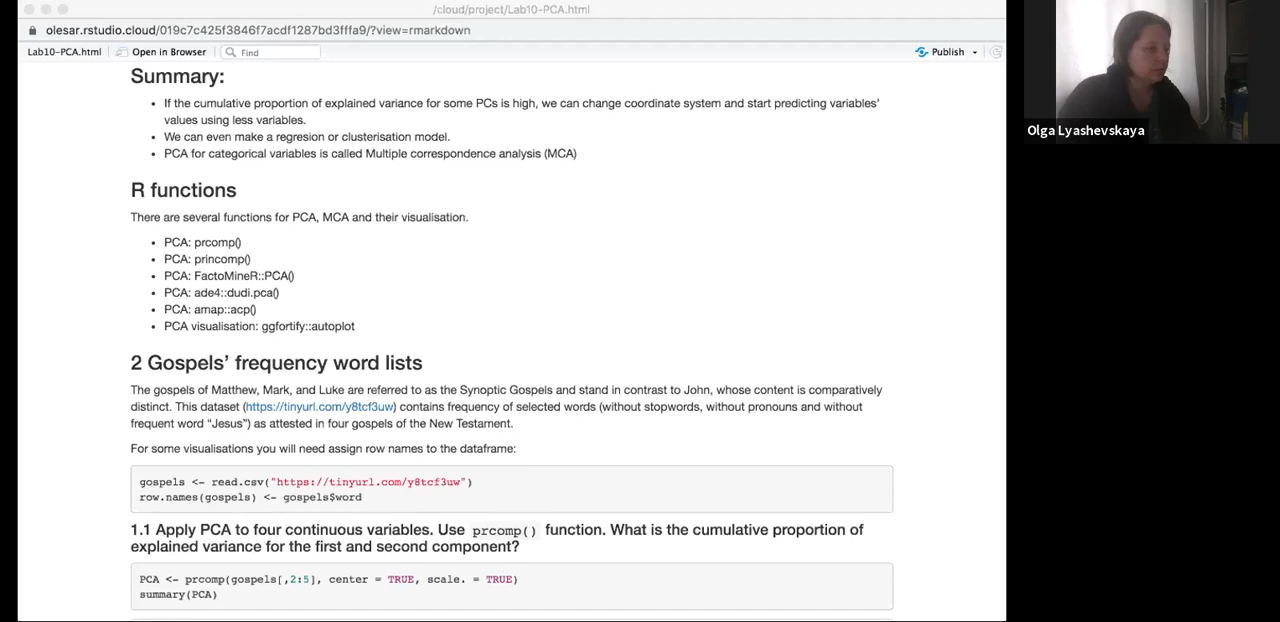 /cloud/project/Lab10-PCA.html
olesar.rstudio.cloud/019c7c425f3846f7acdf1287bd3fffa9/?view=rmarkdown
Lab10-PCA.html Open in Browser Find Publish
Summary:
• If the cumulative proportion of explained variance for some PCs is high, we can change coordinate system and start predicting variables'
values using less variables.
• We can even make a regresion or clusterisation model.
• PCA for categorical variables is called Multiple correspondence analysis (MCA)
Olga Lyashevskaya
R functions
There are several functions for PCA, MCA and their visualisation.
• PCA: prcomp()
• PCA: princomp()
• PCA: FactoMineR::PCA()
• PCA: ade4::dudi.pca()
• PCA: amap::acp()
• PCA visualisation: ggfortify::autoplot
2 Gospels' frequency word lists
The gospels of Matthew, Mark, and Luke are referred to as the Synoptic Gospels and stand in contrast to John, whose content is comparatively
distinct. This dataset (https://tinyurl.com/y8tcf3uw) contains frequency of selected words (without stopwords, without pronouns and without
frequent word "Jesus") as attested in four gospels of the New Testament.
For some visualisations you will need assign row names to the dataframe:
gospels <- read.csv("https://tinyurl.com/y8tcf3uw")
row.names(gospels) <- gospels$word
1.1 Apply PCA to four continuous variables. Use prcomp() function. What is the cumulative proportion of
explained variance for the first and second component?
PCA <- prcomp(gospels[,2:5], center = TRUE, scale. = TRUE)
summary(PCA)